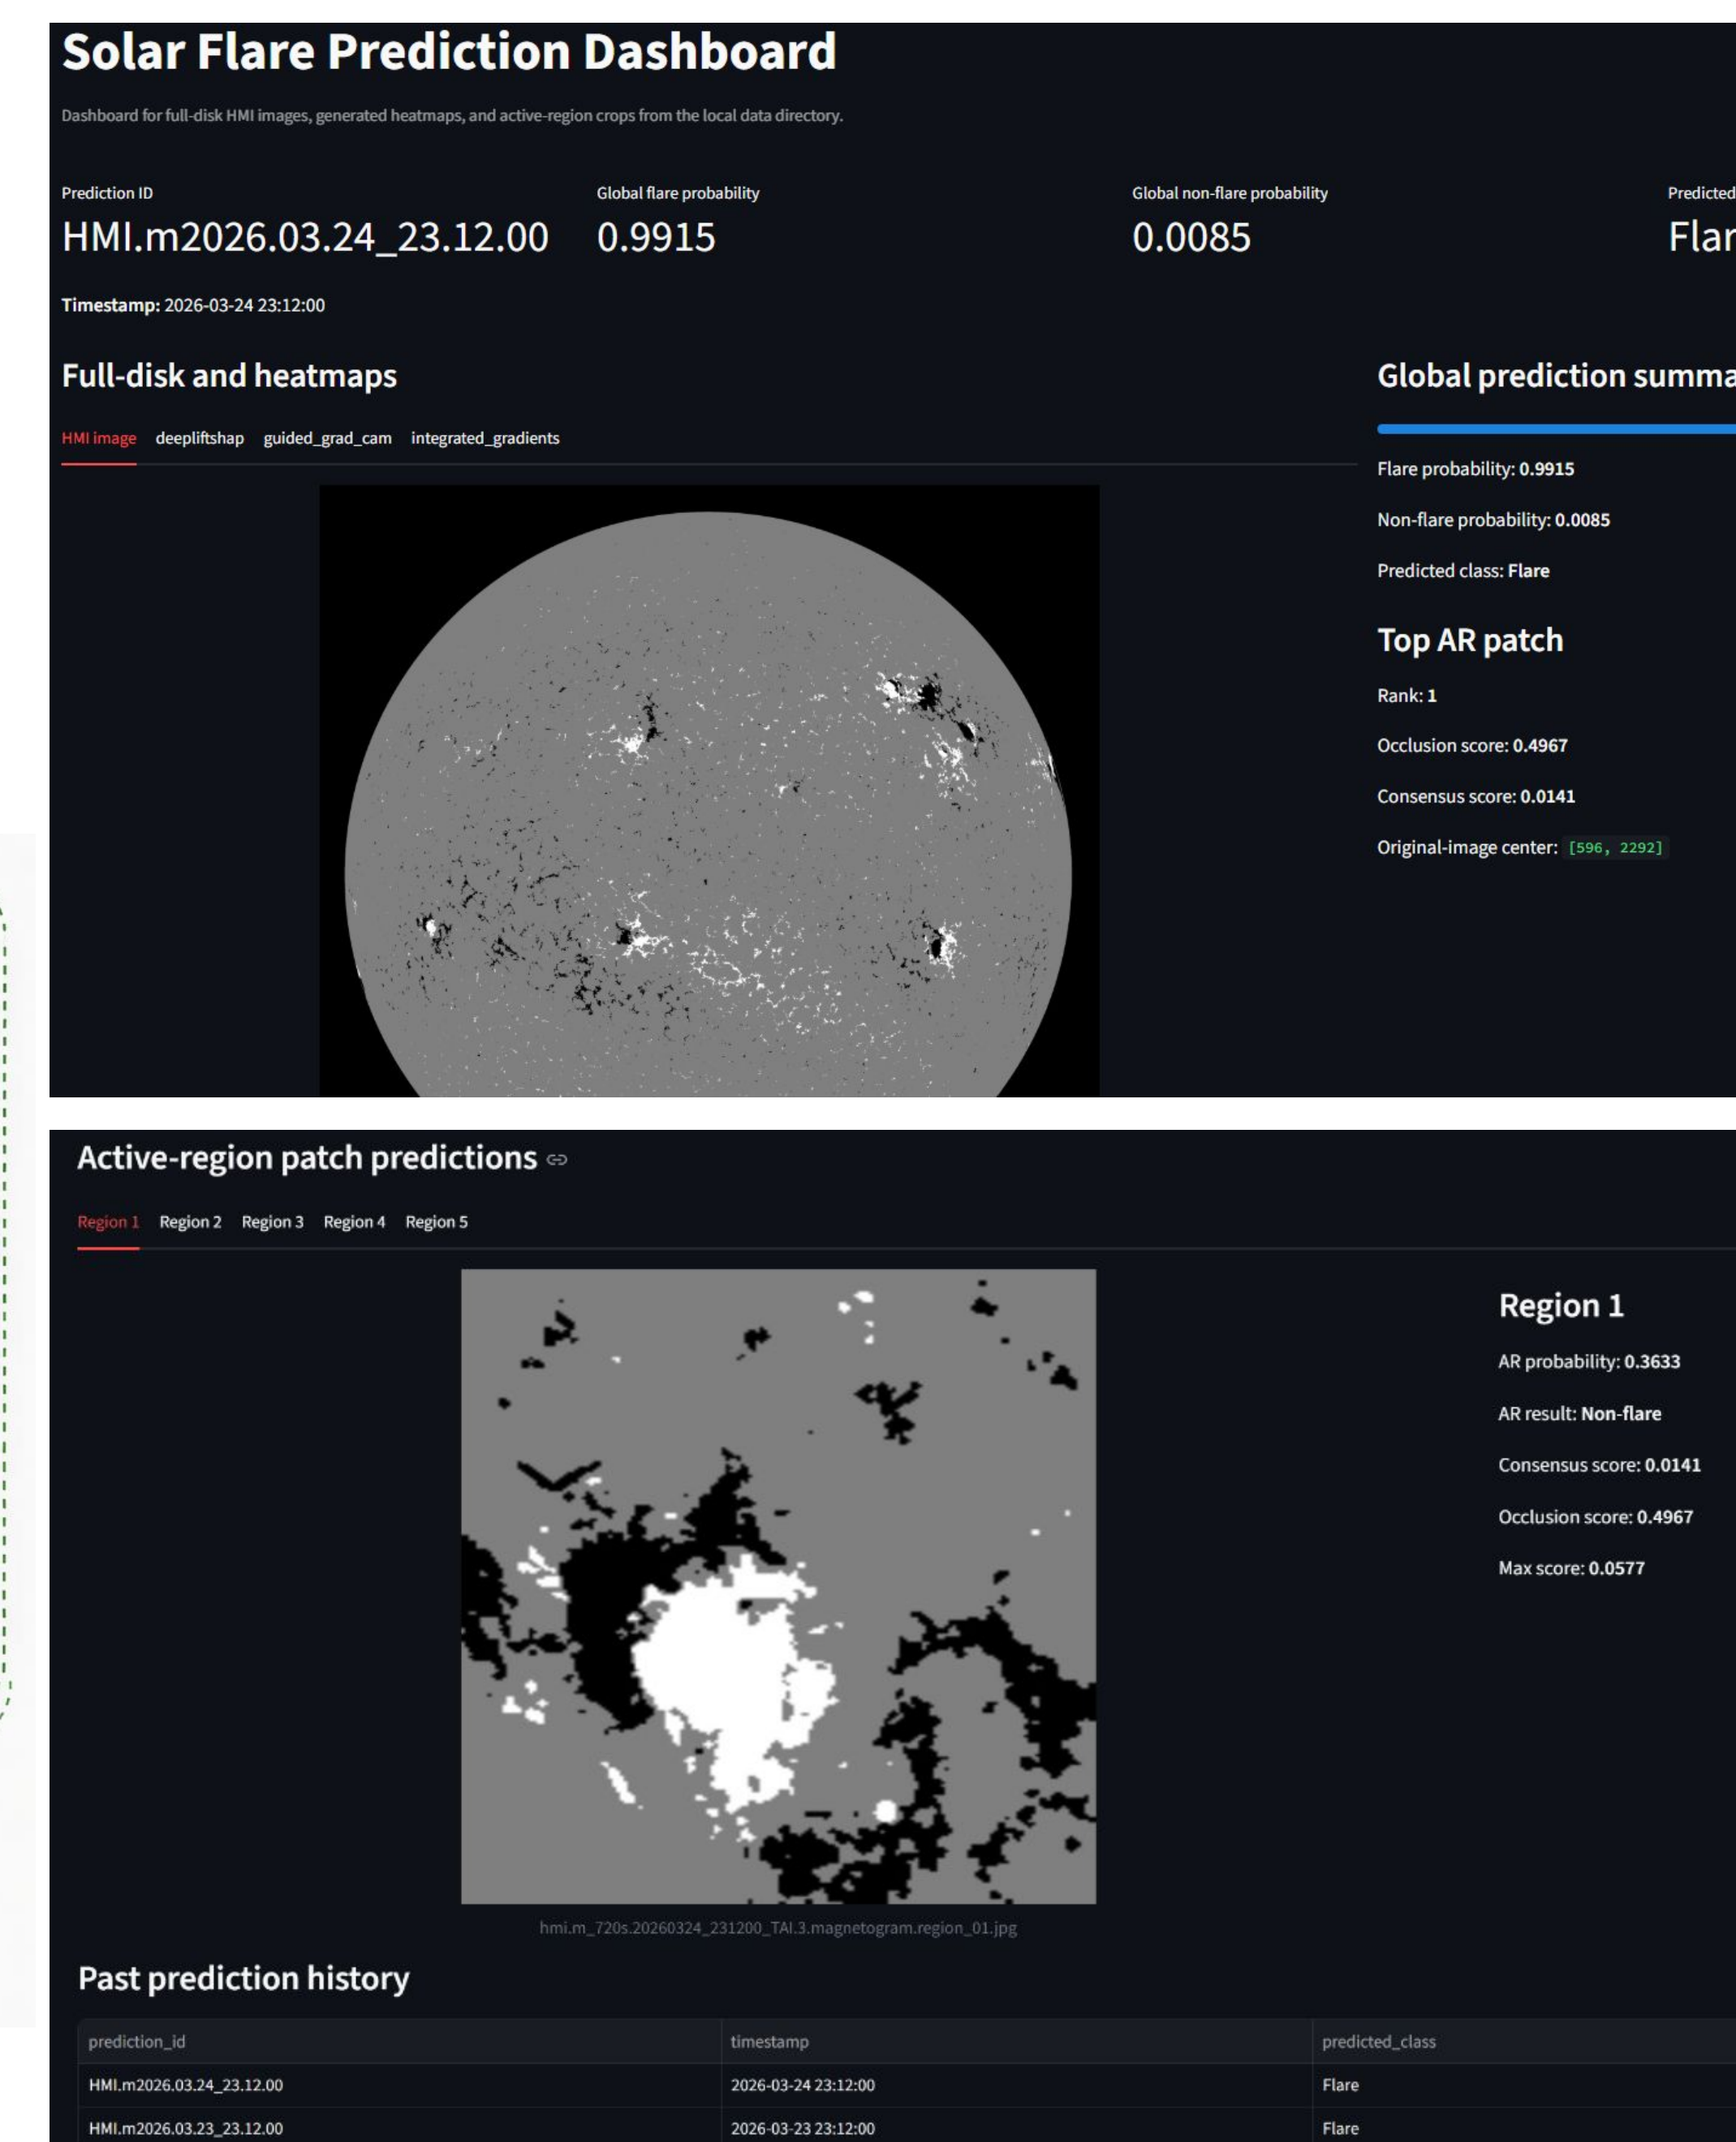 Solar Flare Prediction Dashboard
Dashboard for full-disk HMI images, generated heatmaps, and active-region crops from the local data directory.
Prediction ID
HMI.m2026.03.24_23.12.00
Global flare probability
0.9915
Global non-flare probability
0.0085
Predicted
Flar
Timestamp: 2026-03-24 23:12:00
Full-disk and heatmaps
HMI image deepliftshap guided_grad_cam integrated_gradients
Global prediction summa
Flare probability: 0.9915
Non-flare probability: 0.0085
Predicted class: Flare
Top AR patch
Rank: 1
Occlusion score: 0.4967
Consensus score: 0.0141
Original-image center: [596, 2292]
Active-region patch predictions
Region 1 Region 2 Region 3 Region 4 Region 5
Region 1
AR probability: 0.3633
AR result: Non-flare
Consensus score: 0.0141
Occlusion score: 0.4967
Max score: 0.0577
hmi.m_720s.20260324_231200_TAI.3.magnetogram.region_01.jpg
Past prediction history
prediction_id timestamp predicted_class
HMI.m2026.03.24_23.12.00 2026-03-24 23:12:00 Flare
HMI.m2026.03.23_23.12.00 2026-03-23 23:12:00 Flare